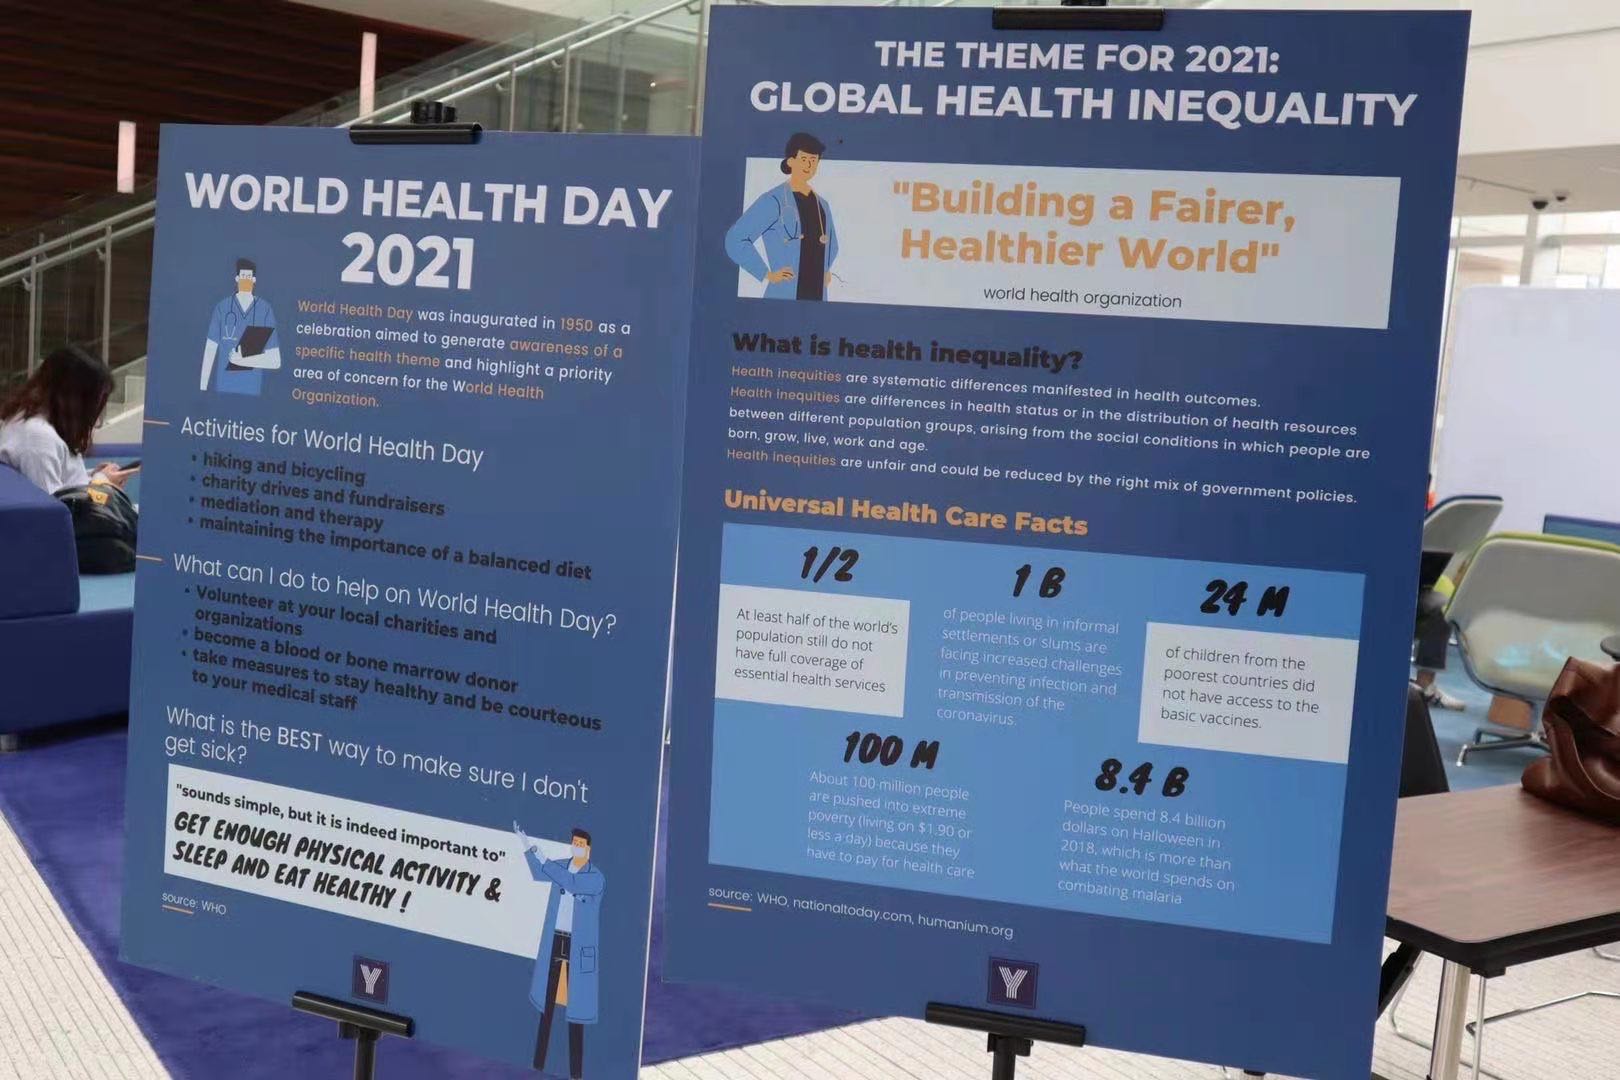 WORLD HEALTH DAY
2021
World Health Day was inaugurated in 1950 as a
celebration aimed to generate awareness of a
specific health theme and highlight a priority
area of concern for the World Health
Organization.
Activities for World Health Day
• hiking and bicycling
• charity drives and fundraisers
• mediation and therapy
• maintaining the importance of a balanced diet
What can I do to help on World Health Day?
• Volunteer at your local charities and
organizations
• become a blood or bone marrow donor
• take measures to stay healthy and be courteous
to your medical staff
What is the BEST way to make sure I don't
get sick?
"sounds simple, but it is indeed important to"
GET ENOUGH PHYSICAL ACTIVITY &
SLEEP AND EAT HEALTHY !
source: WHO
Y
THE THEME FOR 2021:
GLOBAL HEALTH INEQUALITY
"Building a Fairer,
Healthier World"
world health organization
What is health inequality?
Health inequities are systematic differences manifested in health outcomes.
Health Inequities are differences in health status or in the distribution of health resources
between different population groups, arising from the social conditions in which people are
born, grow, live, work and age.
Health Inequities are unfair and could be reduced by the right mix of government policies.
Universal Health Care Facts
1/2
At least half of the world's
population still do not
have full coverage of
essential health services
1 B
of people living in informal
settlements or slums are
facing increased challenges
in preventing infection and
transmission of the
coronavirus.
24 M
of children from the
poorest countries did
not have access to the
basic vaccines.
100 M
About 100 million people
are pushed into extreme
poverty (living on $1.90 or
less a day) because they
have to pay for health care
8.4 B
People spend 8.4 billion
dollars on Halloween in
2018, which is more than
what the world spends on
combating malaria
source: WHO, nationaltoday.com, humanium.org
Y